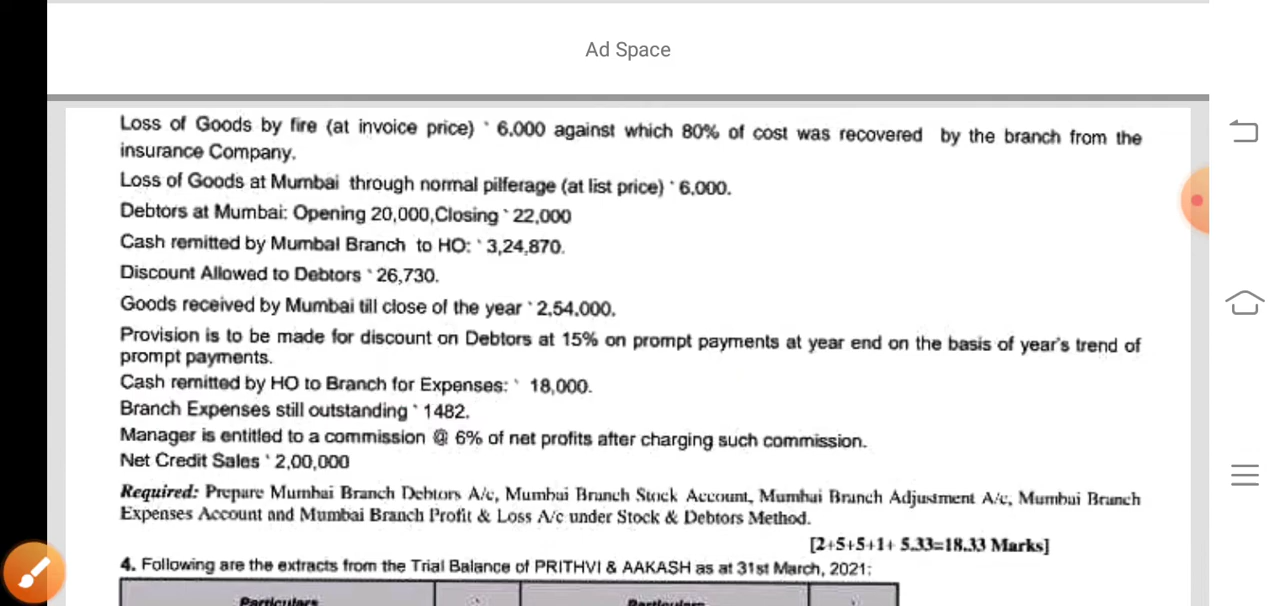 Ad Space
Loss of Goods by fire (at invoice price) ` 6,000 against which 80% of cost was recovered by the branch from the
insurance Company.
Loss of Goods at Mumbai through normal pilferage (at list price) ` 6,000.
Debtors at Mumbai: Opening 20,000,Closing ` 22,000
Cash remitted by Mumbai Branch to HO: ` 3,24,870.
Discount Allowed to Debtors ` 26,730.
Goods received by Mumbai till close of the year ` 2,54,000.
Provision is to be made for discount on Debtors at 15% on prompt payments at year end on the basis of year's trend of
prompt payments.
Cash remitted by HO to Branch for Expenses: ` 18,000.
Branch Expenses still outstanding ` 1482.
Manager is entitled to a commission @ 6% of net profits after charging such commission.
Net Credit Sales ` 2,00,000
Required: Prepare Mumbai Branch Debtors A/c, Mumbai Branch Stock Account, Mumbai Branch Adjustment A/c, Mumbai Branch
Expenses Account and Mumbai Branch Profit & Loss A/c under Stock & Debtors Method.
[2+5+5+1+ 5.33=18.33 Marks]
4. Following are the extracts from the Trial Balance of PRITHVI & AAKASH as at 31st March, 2021:
Particulars ` Particulars `